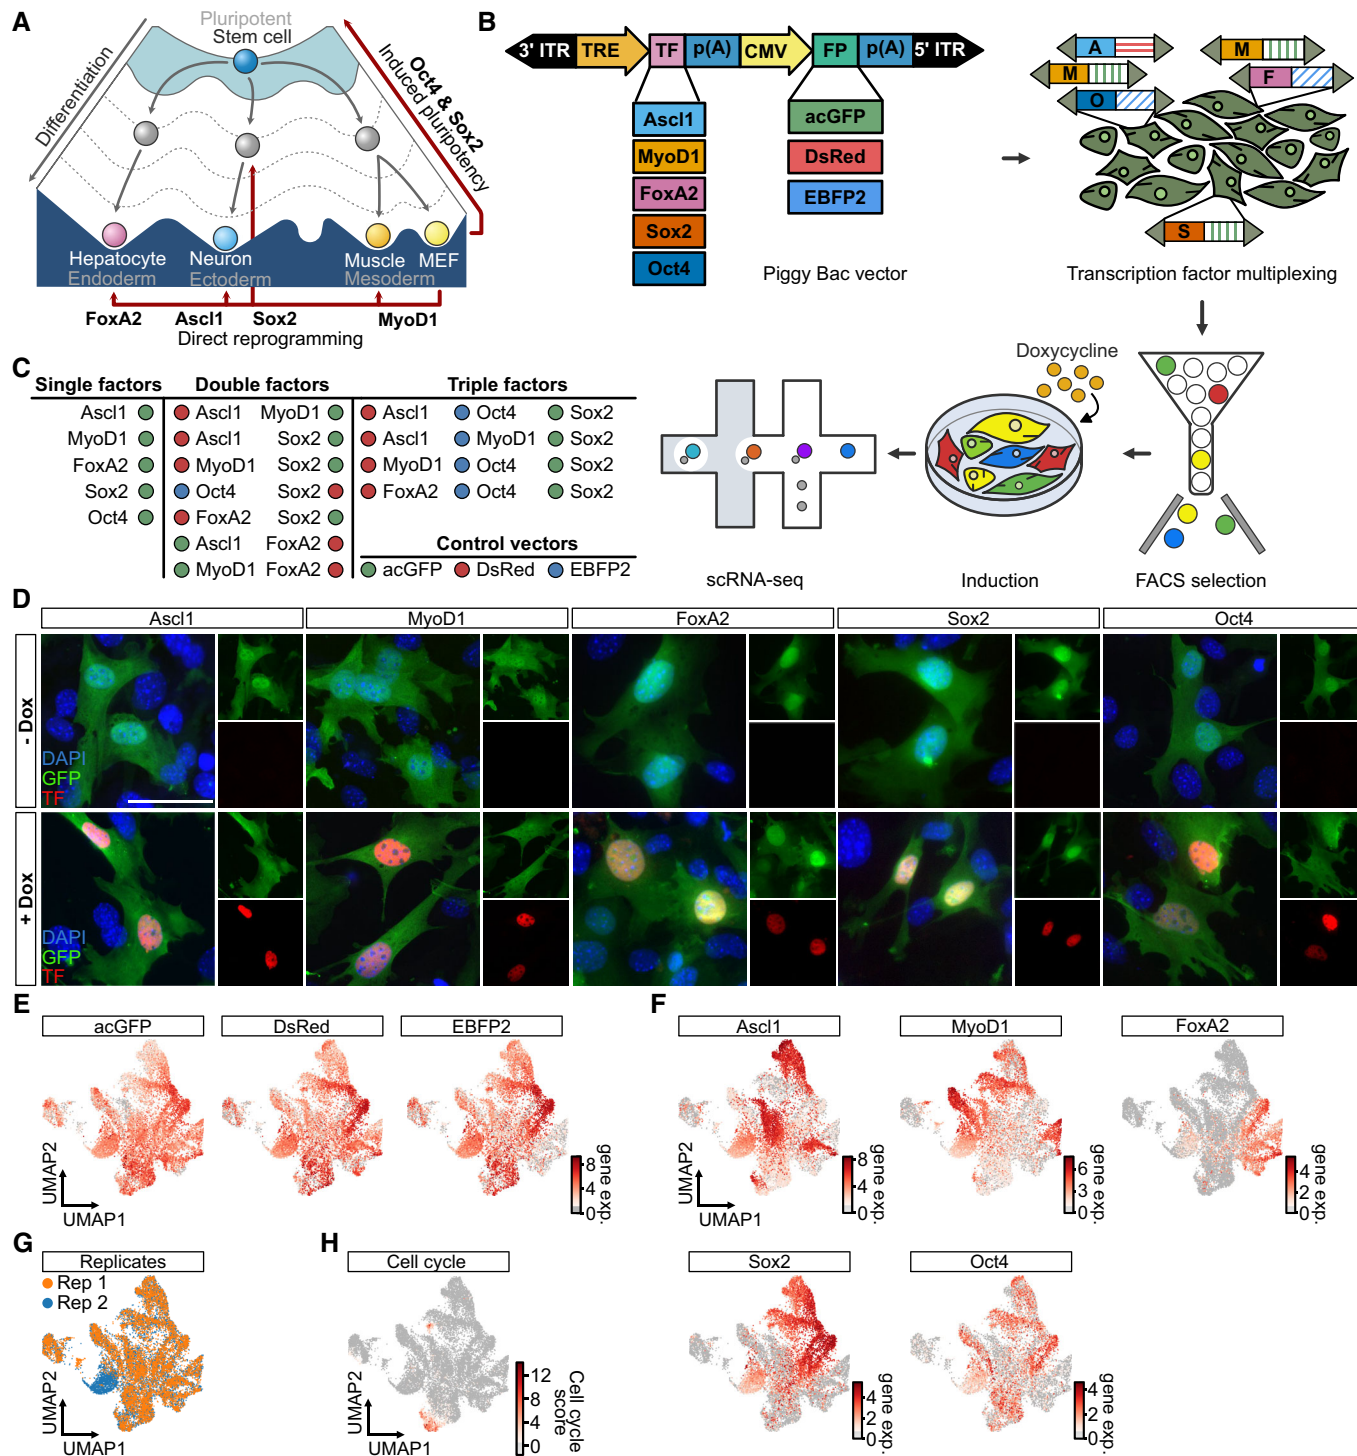 A
Pluripotent
Stem cell
Differentiation
Oct4 & Sox2
Induced pluripotency
Hepatocyte
Endoderm
Neuron
Ectoderm
Muscle
MEF
Mesoderm
FoxA2
Ascl1
Sox2
MyoD1
Direct reprogramming
B
3' ITR TRE TF p(A) CMV FP p(A) 5' ITR
Ascl1
MyoD1
FoxA2
Sox2
Oct4
acGFP
DsRed
EBFP2
Piggy Bac vector
A
M
O
M
F
S
Transcription factor multiplexing
Doxycycline
scRNA-seq
Induction
FACS selection
C
Single factors Double factors Triple factors
Ascl1 Ascl1 MyoD1 Ascl1 Oct4 Sox2
MyoD1 Ascl1 Sox2 Ascl1 MyoD1 Sox2
FoxA2 MyoD1 Sox2 MyoD1 Oct4 Sox2
Sox2 Oct4 Sox2 FoxA2 Oct4 Sox2
Oct4 FoxA2 Sox2
Ascl1 FoxA2
MyoD1 FoxA2
Control vectors
acGFP DsRed EBFP2
D
Ascl1 MyoD1 FoxA2 Sox2 Oct4
- Dox
DAPI
GFP
TF
+ Dox
DAPI
GFP
TF
E
acGFP DsRed EBFP2
UMAP2
UMAP1
8
4
0
gene exp.
F
Ascl1 MyoD1 FoxA2
UMAP2
UMAP1
8
4
0
gene exp.
6
3
0
gene exp.
4
2
0
gene exp.
G
Replicates
Rep 1
Rep 2
UMAP2
UMAP1
H
Cell cycle
UMAP2
UMAP1
12
8
4
0
Cell cycle
score
Sox2
4
2
0
gene exp.
Oct4
4
2
0
gene exp.